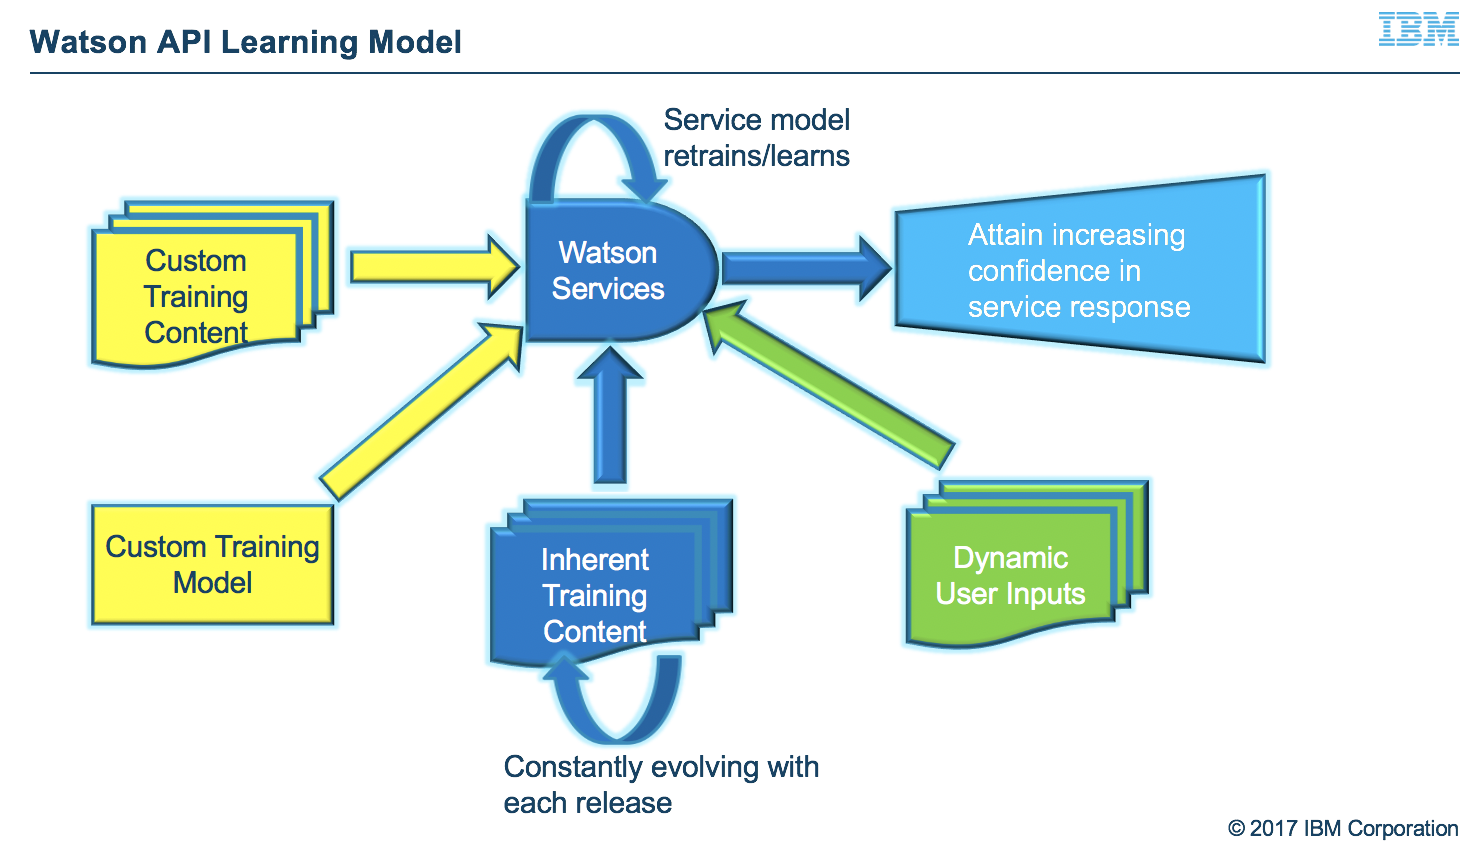 Watson API Learning Model
IBM
Service model
retrains/learns
Custom
Training
Content
Watson
Services
Attain increasing
confidence in
service response
Custom Training
Model
Inherent
Training
Content
Dynamic
User Inputs
Constantly evolving with
each release
© 2017 IBM Corporation